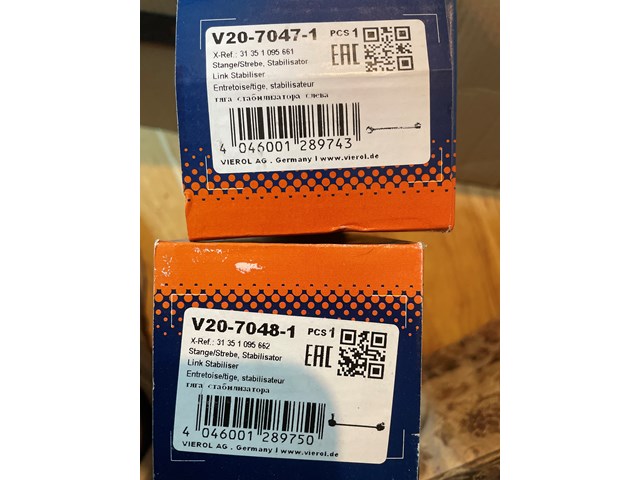 V20-7047-1 PCS 1
X-Ref.: 31 35 1 095 661
EAC
Stange/Strebe, Stabilisator
Link Stabiliser
Entretoise/tige, stabilisateur
тяга стабилизатора слева
4 046001 289743
VIEROL AG . Germany I www.vierol.de
V20-7048-1 PCS 1
X-Ref.: 31 35 1 095 662
EAC
Stange/Strebe, Stabilisator
Link Stabiliser
Entretoise/tige, stabilisateur
тяга стабилизатора
4 046001 289750
VIEROL AG . Germany I www.vierol.de